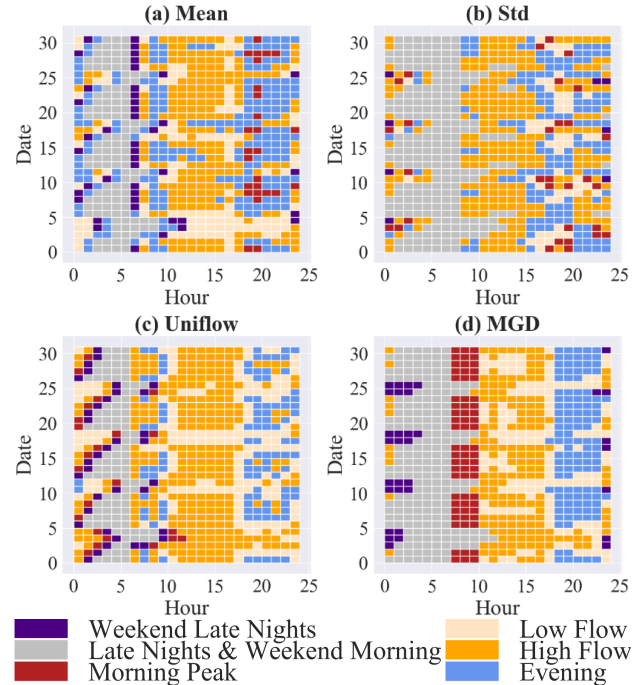 (a) Mean
(b) Std
30
25
20
15
10
5
0
Date
0 5 10 15 20 25
Hour
30
25
20
15
10
5
0
Date
0 5 10 15 20 25
Hour
(c) Uniflow
(d) MGD
30
25
20
15
10
5
0
Date
0 5 10 15 20 25
Hour
30
25
20
15
10
5
0
Date
0 5 10 15 20 25
Hour
Weekend Late Nights
Late Nights & Weekend Morning
Morning Peak
Low Flow
High Flow
Evening